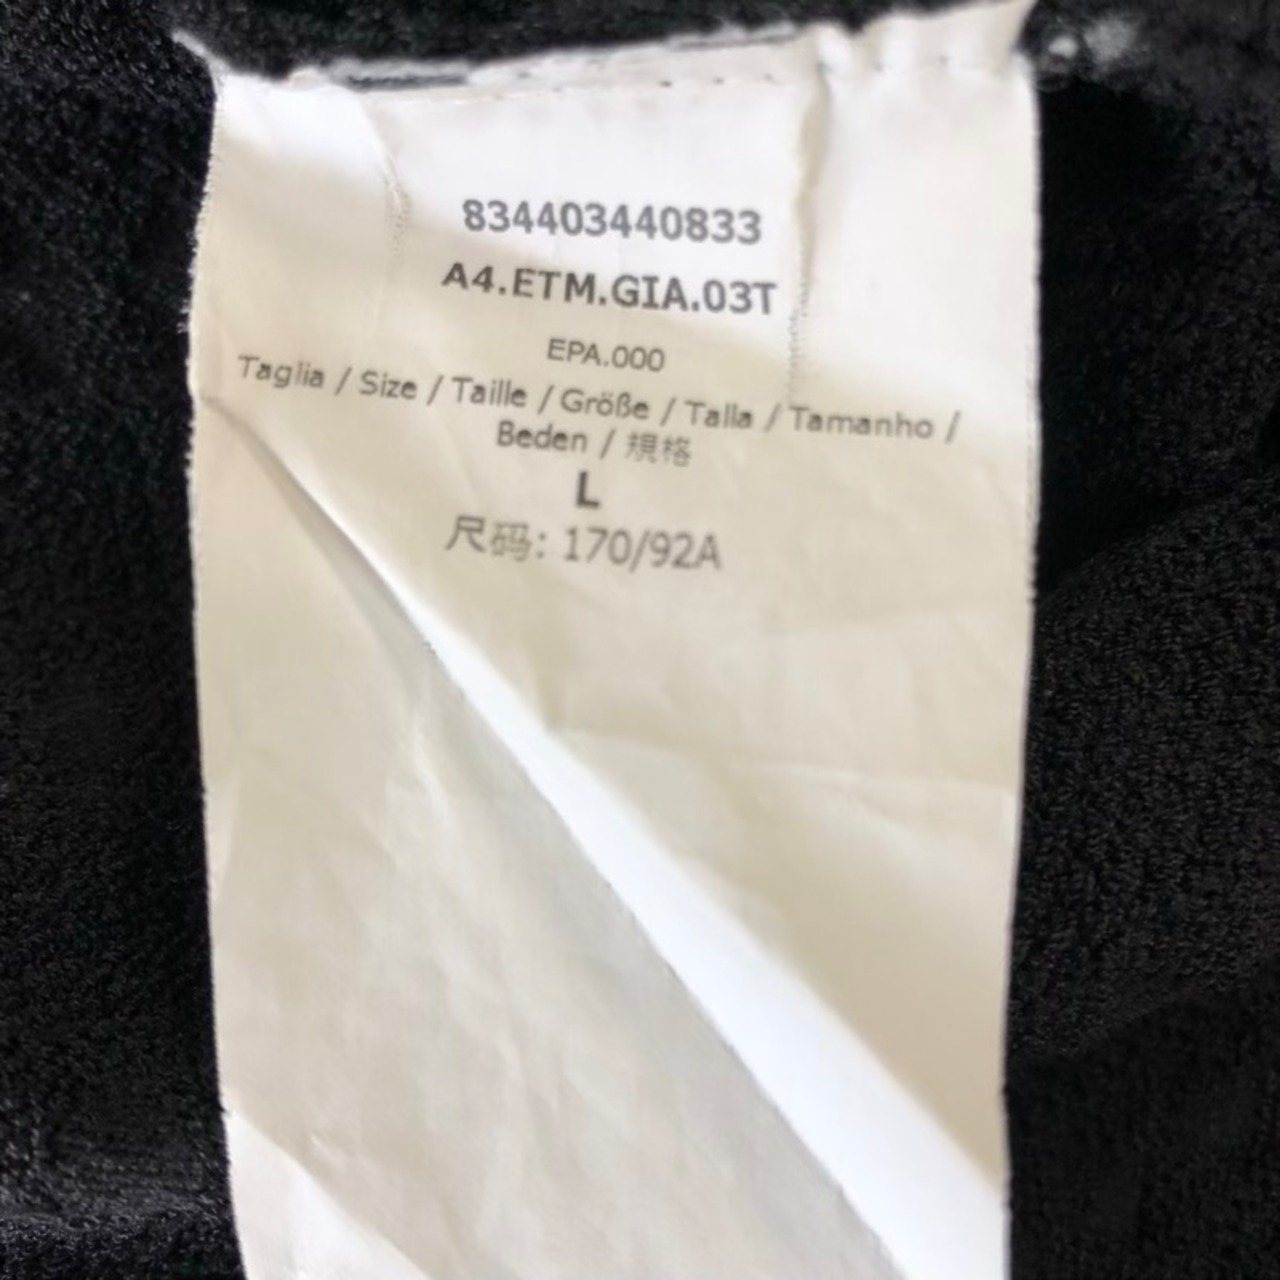 834403440833
A4.ETM.GIA.03T
EPA.000
Taglia / Size / Taille / Größe / Talla / Tamanho /
Beden / 規格
L
尺码: 170/92A